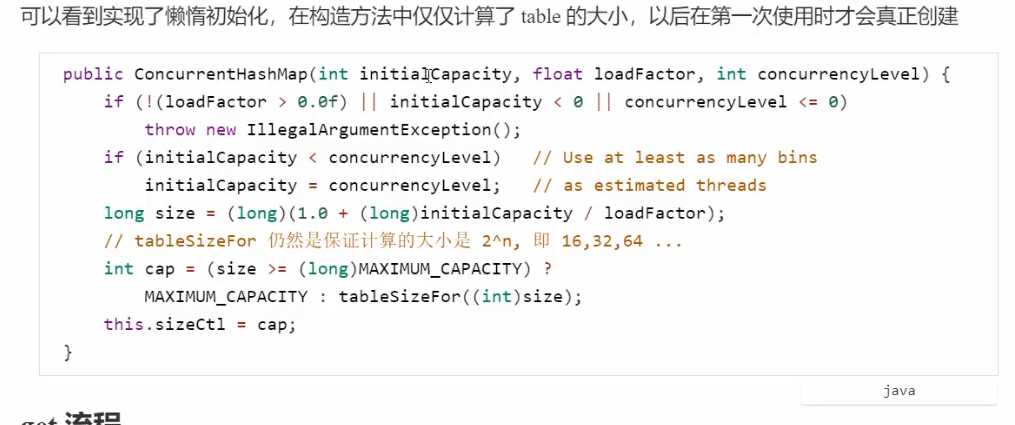 可以看到实现了懒惰初始化，在构造方法中仅仅计算了 table 的大小，以后在第一次使用时才会真正创建
public ConcurrentHashMap(int initialCapacity, float loadFactor, int concurrencyLevel) {
    if (!(loadFactor > 0.0f) || initialCapacity < 0 || concurrencyLevel <= 0)
        throw new IllegalArgumentException();
    if (initialCapacity < concurrencyLevel)   // Use at least as many bins
        initialCapacity = concurrencyLevel;   // as estimated threads
    long size = (long)(1.0 + (long)initialCapacity / loadFactor);
    // tableSizeFor 仍然是保证计算的大小是 2^n, 即 16,32,64 ...
    int cap = (size >= (long)MAXIMUM_CAPACITY) ?
        MAXIMUM_CAPACITY : tableSizeFor((int)size);
    this.sizeCtl = cap;
}
java
get 流程